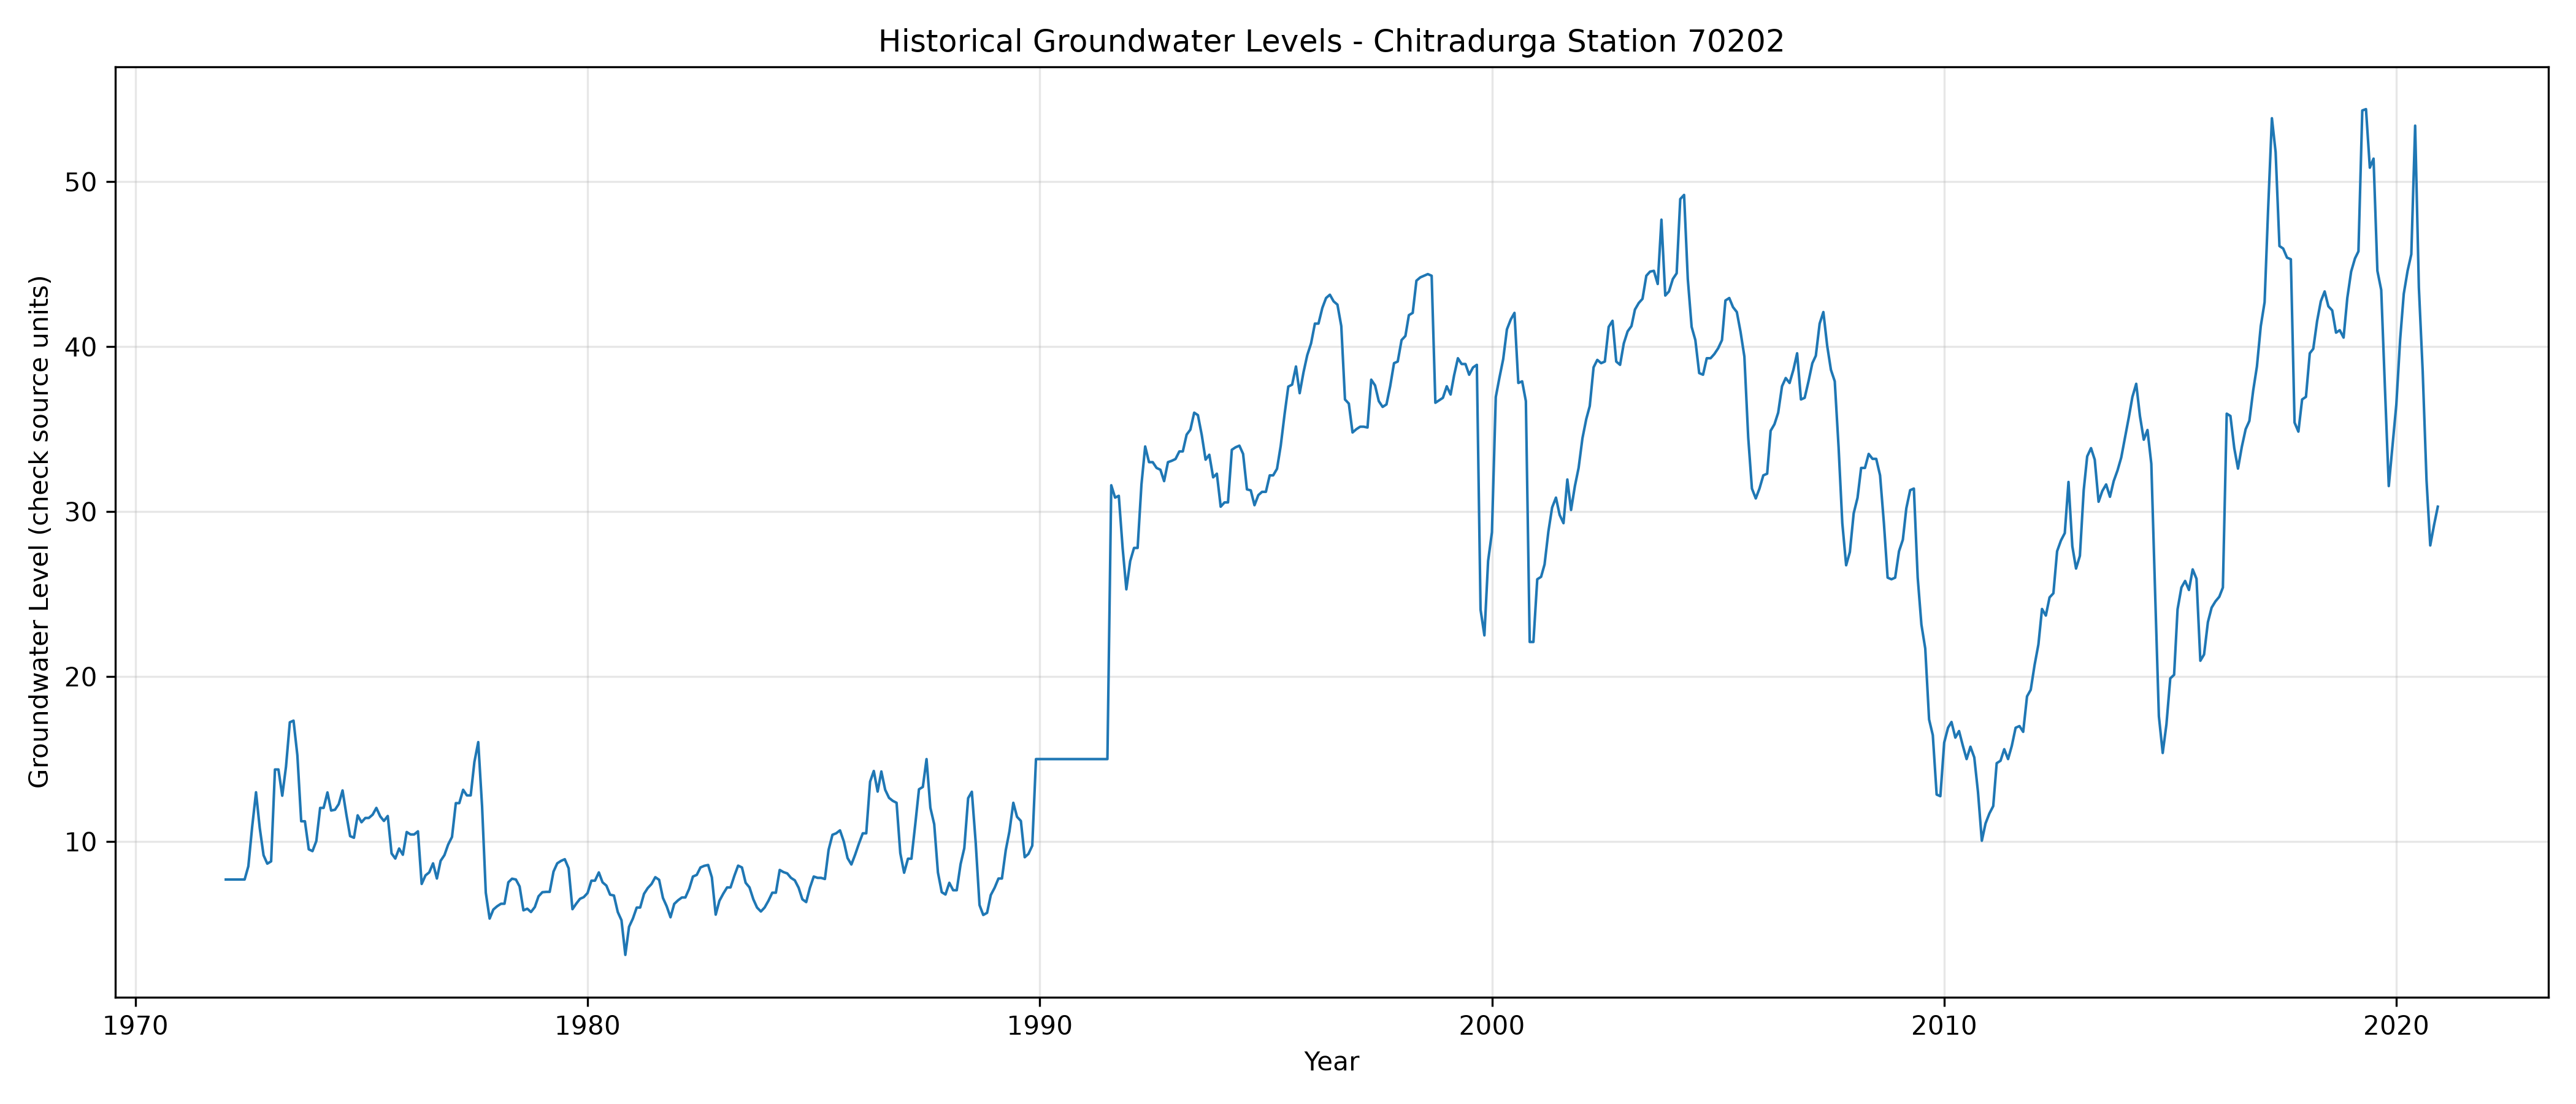 Historical Groundwater Levels - Chitradurga Station 70202
Groundwater Level (check source units)
50
40
30
20
10
1970 1980 1990 2000 2010 2020
Year